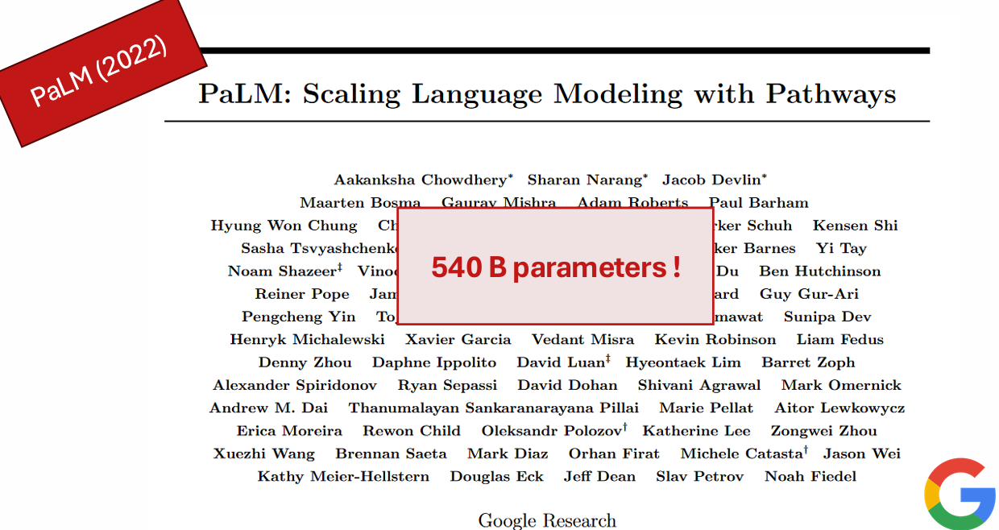 PaLM (2022)
PaLM: Scaling Language Modeling with Pathways
Aakanksha Chowdhery* Sharan Narang* Jacob Devlin*
Maarten Bosma Gaurav Mishra Adam Roberts Paul Barham
Hyung Won Chung Ch rker Schuh Kensen Shi
Sasha Tsvyashchenk ker Barnes Yi Tay
Noam Shazeer‡ Vino Du Ben Hutchinson
Reiner Pope Jam ard Guy Gur-Ari
Pengcheng Yin To mawat Sunipa Dev
540 B parameters !
Henryk Michalewski Xavier Garcia Vedant Misra Kevin Robinson Liam Fedus
Denny Zhou Daphne Ippolito David Luan‡ Hyeontaek Lim Barret Zoph
Alexander Spiridonov Ryan Sepassi David Dohan Shivani Agrawal Mark Omernick
Andrew M. Dai Thanumalayan Sankaranarayana Pillai Marie Pellat Aitor Lewkowycz
Erica Moreira Rewon Child Oleksandr Polozov† Katherine Lee Zongwei Zhou
Xuezhi Wang Brennan Saeta Mark Diaz Orhan Firat Michele Catasta† Jason Wei
Kathy Meier-Hellstern Douglas Eck Jeff Dean Slav Petrov Noah Fiedel
Google Research